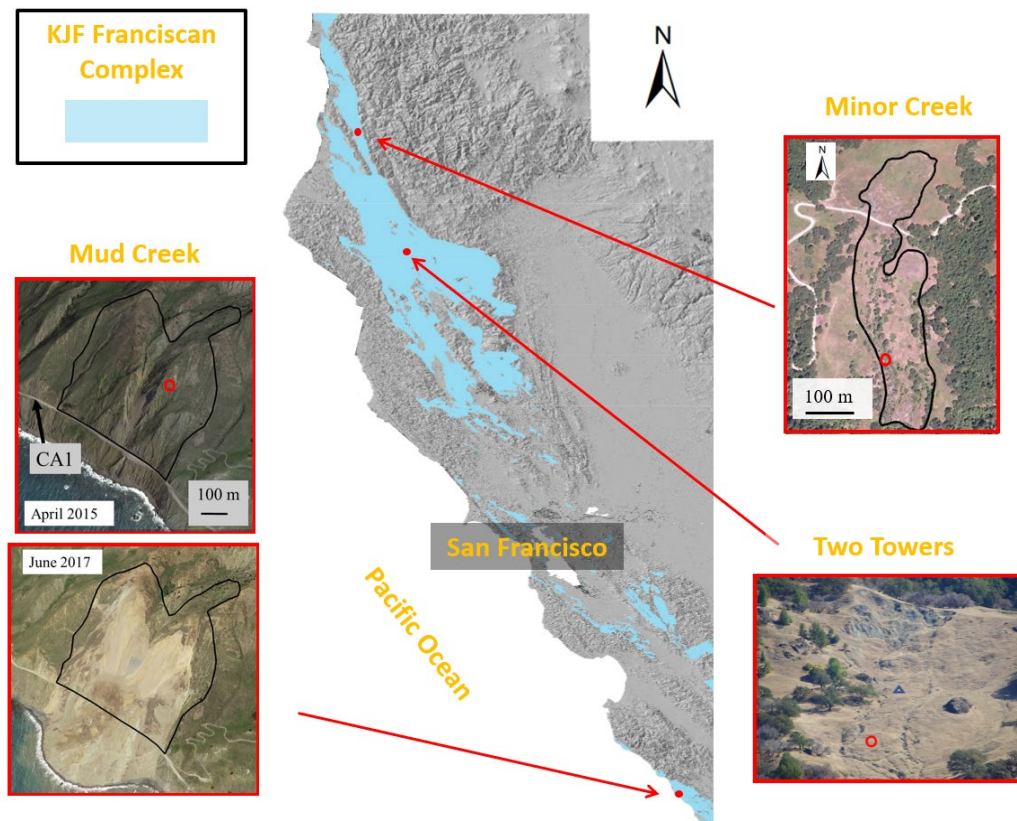 KJF Franciscan
Complex
N
Minor Creek
N
100 m
Mud Creek
CA1
100 m
April 2015
June 2017
San Francisco
Pacific Ocean
Two Towers